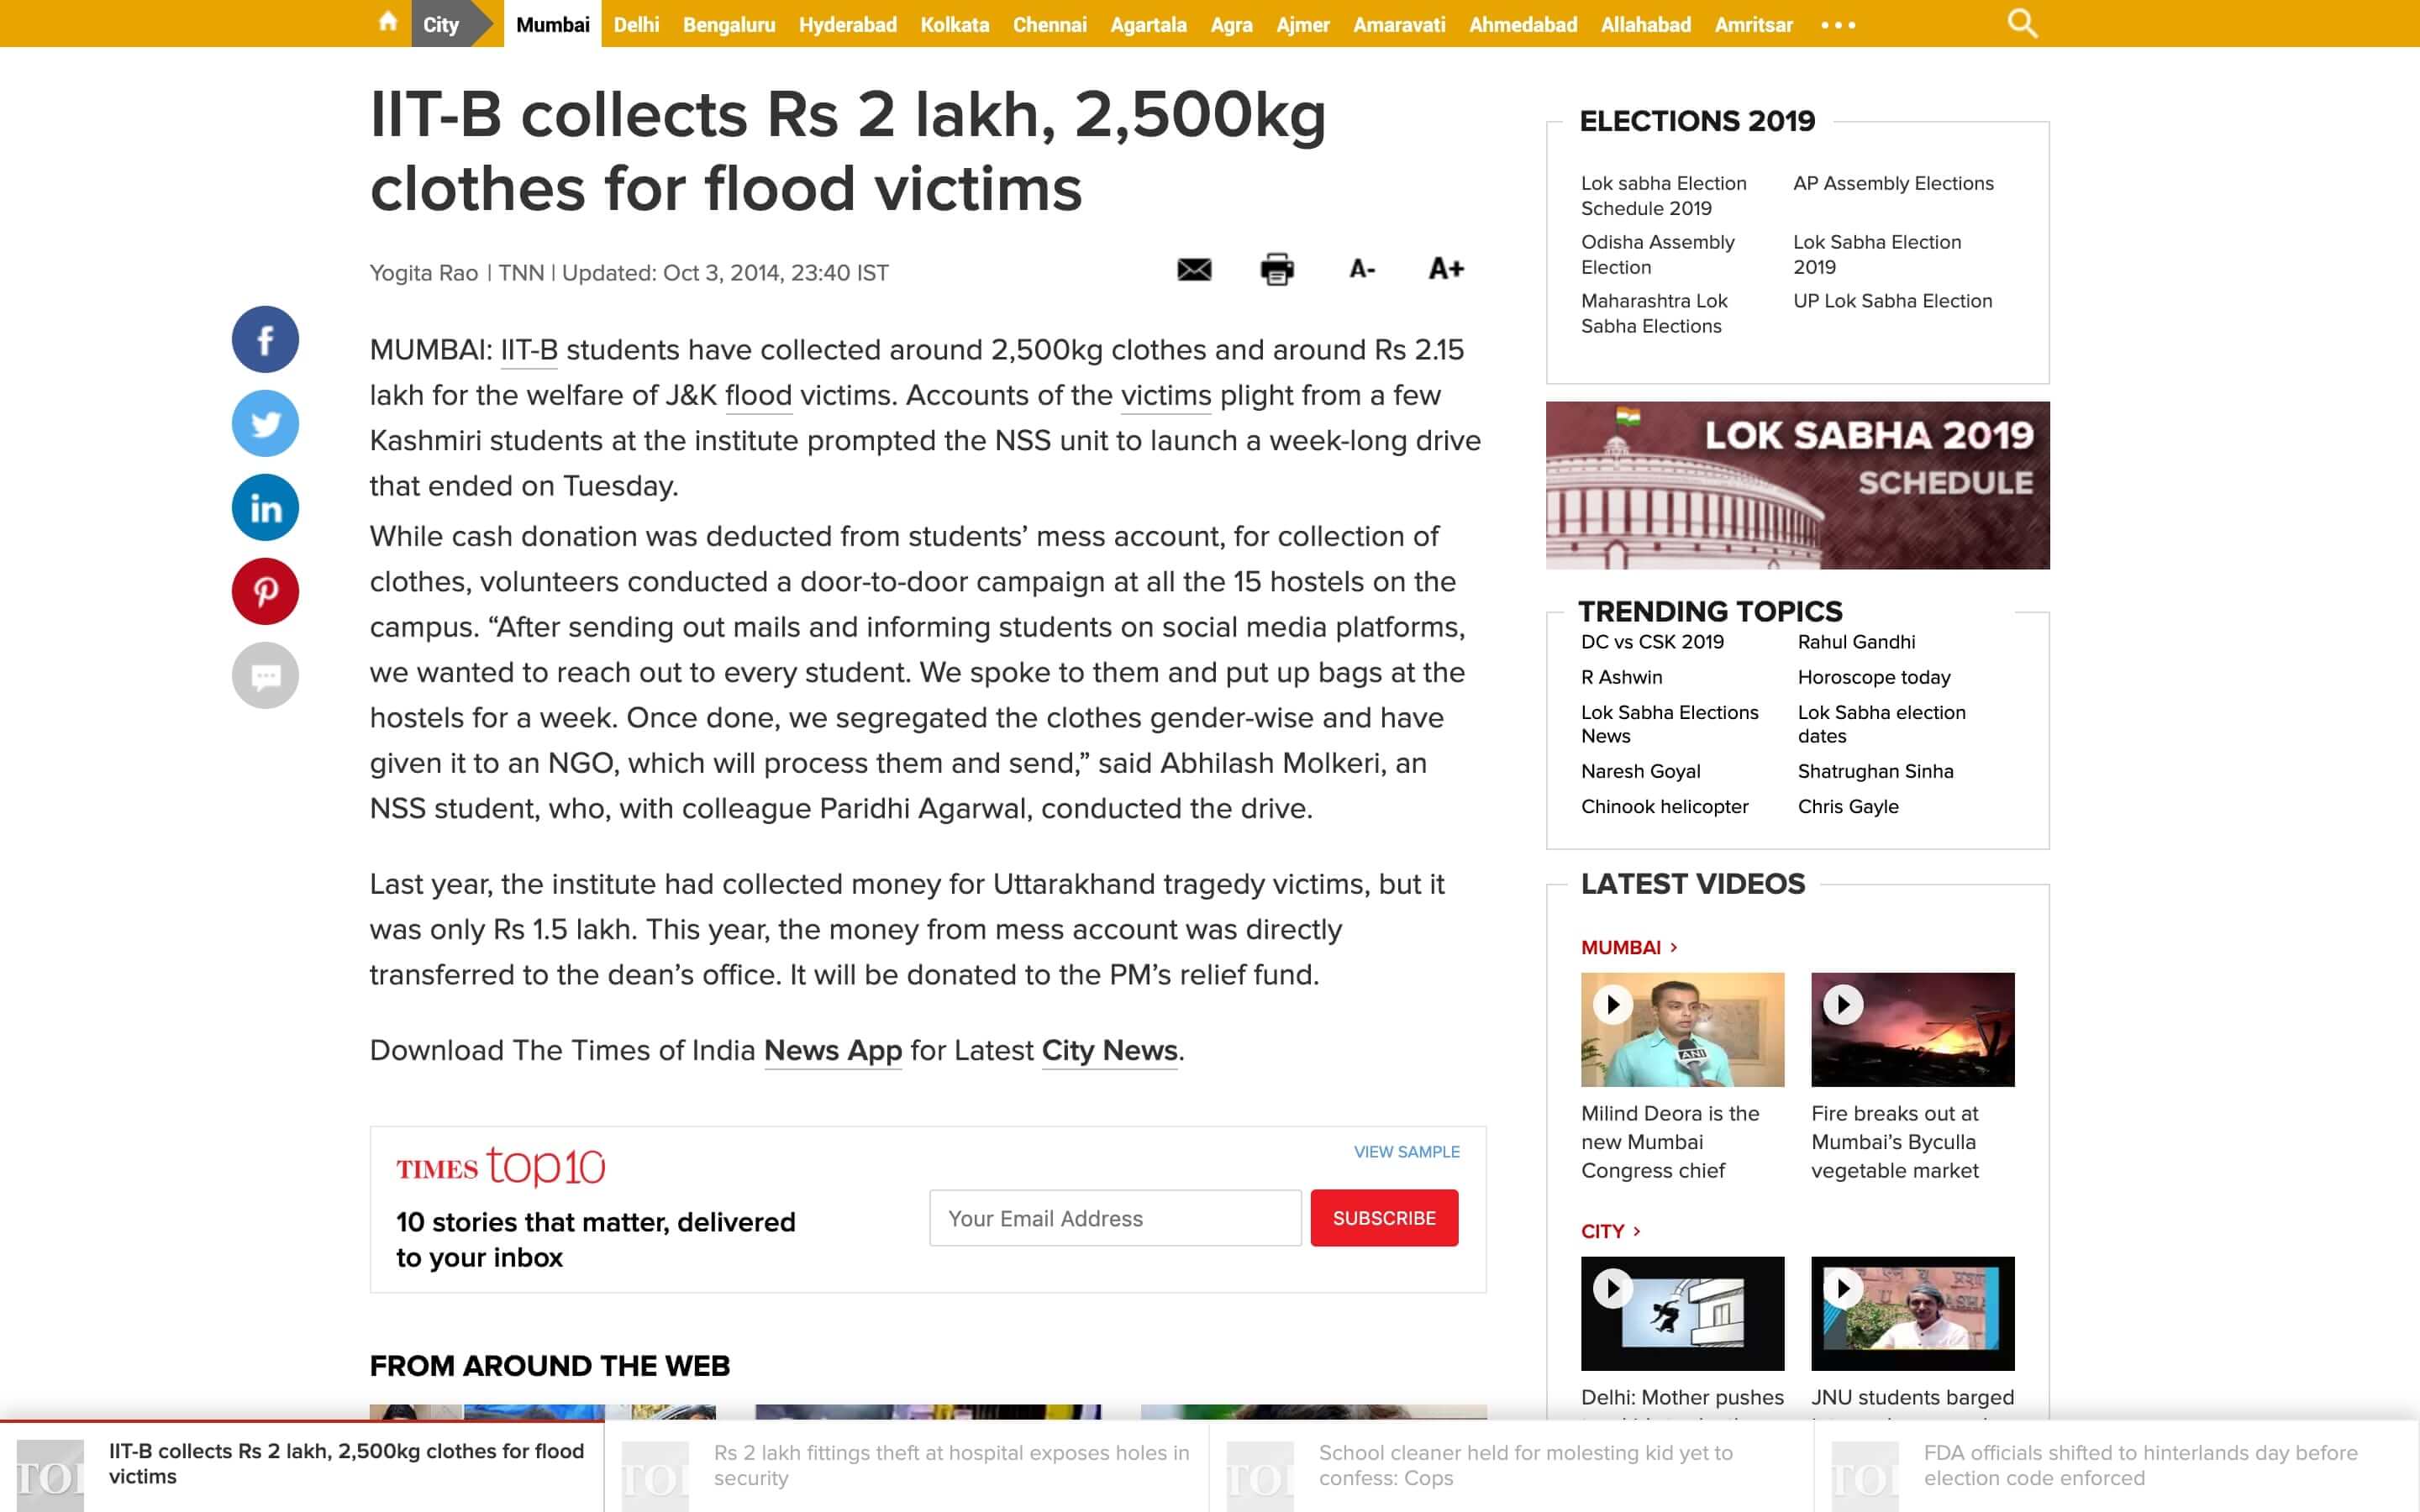 City
Mumbai Delhi Bengaluru Hyderabad Kolkata Chennai Agartala Agra Ajmer Amaravati Ahmedabad Allahabad Amritsar
IIT-B collects Rs 2 lakh, 2,500kg
clothes for flood victims
Yogita Rao | TNN | Updated: Oct 3, 2014, 23:40 IST
A-
A+
MUMBAI: IIT-B students have collected around 2,500kg clothes and around Rs 2.15
lakh for the welfare of J&K flood victims. Accounts of the victims plight from a few
Kashmiri students at the institute prompted the NSS unit to launch a week-long drive
that ended on Tuesday.
While cash donation was deducted from students’ mess account, for collection of
clothes, volunteers conducted a door-to-door campaign at all the 15 hostels on the
campus. “After sending out mails and informing students on social media platforms,
we wanted to reach out to every student. We spoke to them and put up bags at the
hostels for a week. Once done, we segregated the clothes gender-wise and have
given it to an NGO, which will process them and send,” said Abhilash Molkeri, an
NSS student, who, with colleague Paridhi Agarwal, conducted the drive.
Last year, the institute had collected money for Uttarakhand tragedy victims, but it
was only Rs 1.5 lakh. This year, the money from mess account was directly
transferred to the dean’s office. It will be donated to the PM’s relief fund.
Download The Times of India News App for Latest City News.
TIMES top10
VIEW SAMPLE
10 stories that matter, delivered
to your inbox
Your Email Address
SUBSCRIBE
FROM AROUND THE WEB
ELECTIONS 2019
Lok sabha Election
Schedule 2019
AP Assembly Elections
Odisha Assembly
Election
Lok Sabha Election
2019
Maharashtra Lok
Sabha Elections
UP Lok Sabha Election
LOK SABHA 2019
SCHEDULE
TRENDING TOPICS
DC vs CSK 2019
Rahul Gandhi
R Ashwin
Horoscope today
Lok Sabha Elections
News
Lok Sabha election
dates
Naresh Goyal
Shatrughan Sinha
Chinook helicopter
Chris Gayle
LATEST VIDEOS
MUMBAI >
ANI
Milind Deora is the
new Mumbai
Congress chief
Fire breaks out at
Mumbai’s Byculla
vegetable market
CITY >
Delhi: Mother pushes
JNU students barged
TOI
IIT-B collects Rs 2 lakh, 2,500kg clothes for flood
victims
TOI
Rs 2 lakh fittings theft at hospital exposes holes in
security
TOI
School cleaner held for molesting kid yet to
confess: Cops
TOI
FDA officials shifted to hinterlands day before
election code enforced